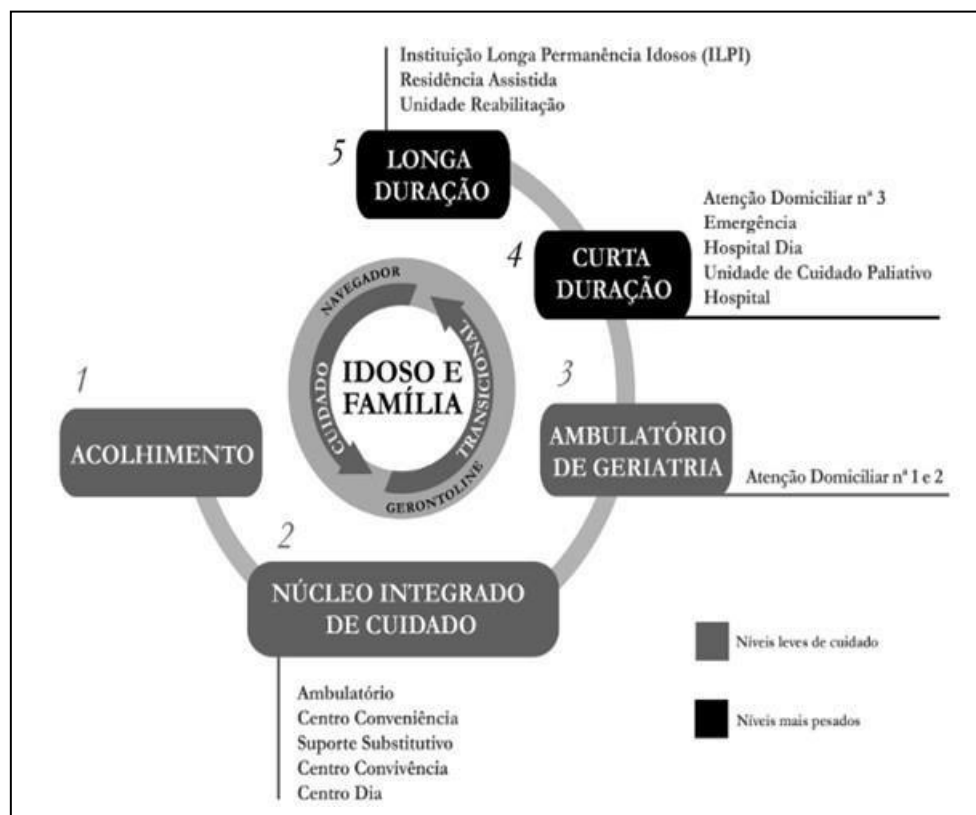 Instituição Longa Permanência Idosos (ILPI)
Residência Assistida
Unidade Reabilitação
5
LONGA
DURAÇÃO
Atenção Domiciliar nª 3
Emergência
Hospital Dia
Unidade de Cuidado Paliativo
Hospital
4
CURTA
DURAÇÃO
NAVEGADOR
CUIDADO
TRANSICIONAL
IDOSO E
FAMÍLIA
GERONTOLINE
3
AMBULATÓRIO
DE GERIATRIA
Atenção Domiciliar nª 1 e 2
1
ACOLHIMENTO
2
NÚCLEO INTEGRADO
DE CUIDADO
Ambulatório
Centro Conveniência
Suporte Substitutivo
Centro Convivência
Centro Dia
Níveis leves de cuidado
Níveis mais pesados